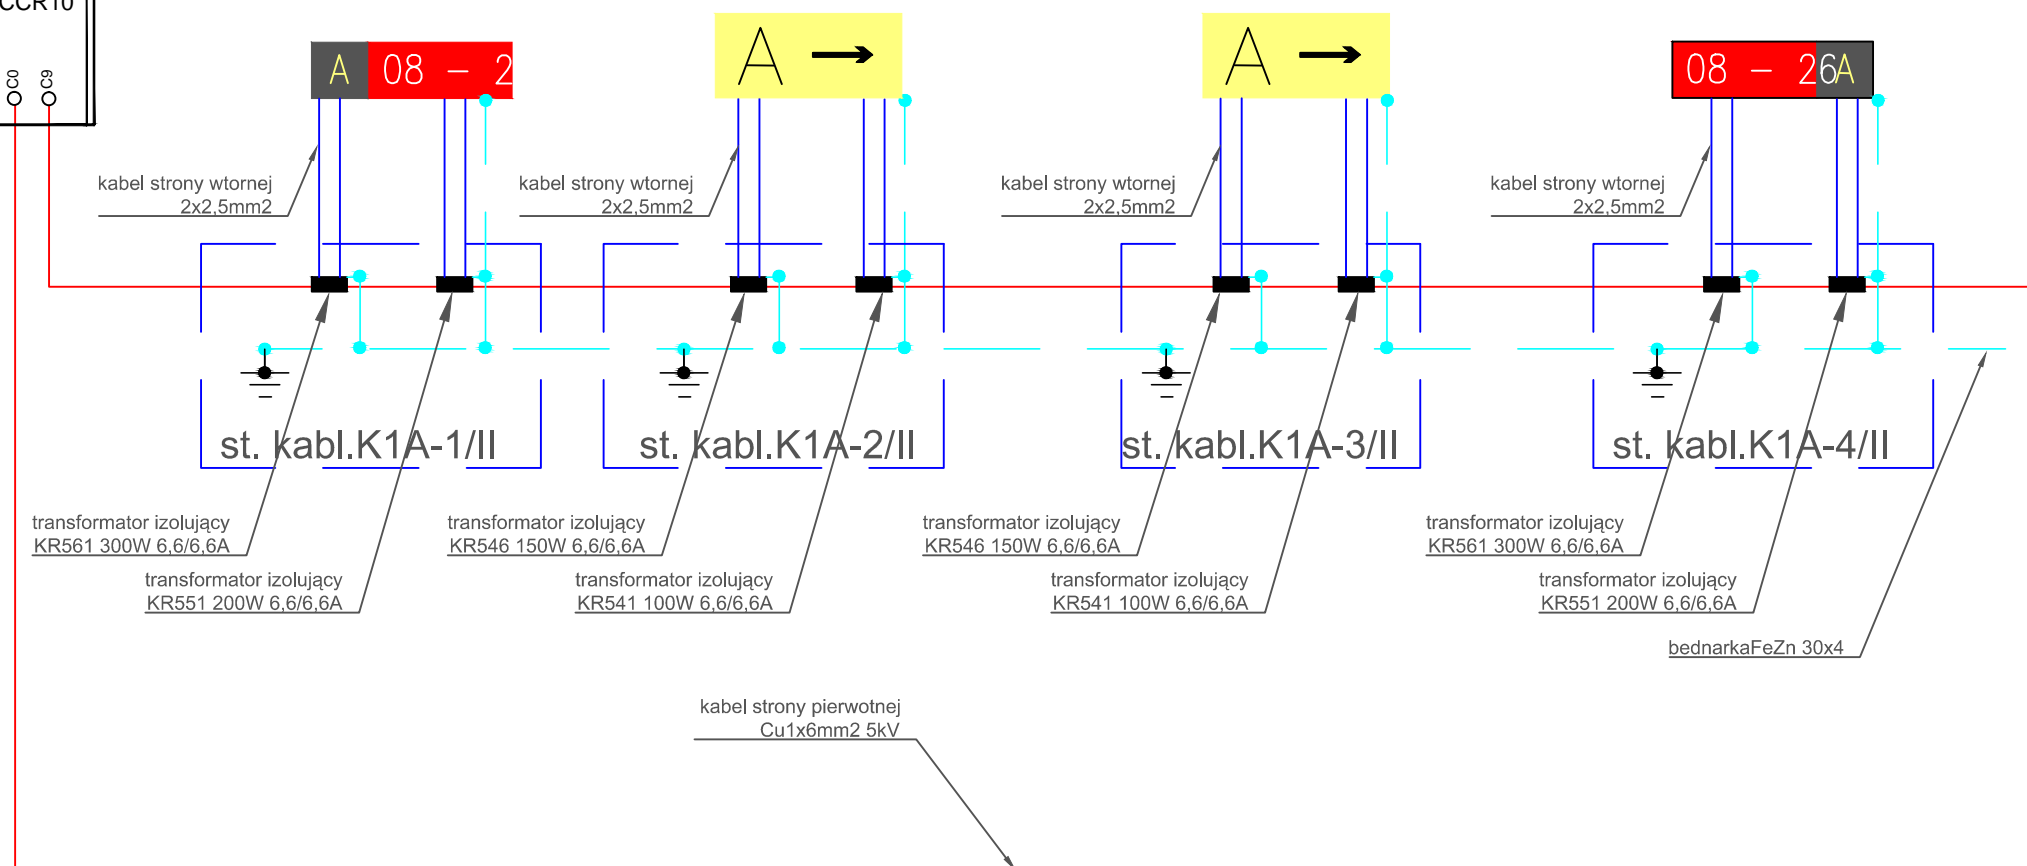 CCR10
C0
C9
A 08 - 2
A
A
08 - 26A
kabel strony wtornej
2x2,5mm2
kabel strony wtornej
2x2,5mm2
kabel strony wtornej
2x2,5mm2
kabel strony wtornej
2x2,5mm2
st. kabl.K1A-1/II
st. kabl.K1A-2/II
st. kabl.K1A-3/II
st. kabl.K1A-4/II
transformator izolujący
KR561 300W 6,6/6,6A
transformator izolujący
KR551 200W 6,6/6,6A
transformator izolujący
KR546 150W 6,6/6,6A
transformator izolujący
KR541 100W 6,6/6,6A
transformator izolujący
KR546 150W 6,6/6,6A
transformator izolujący
KR541 100W 6,6/6,6A
transformator izolujący
KR561 300W 6,6/6,6A
transformator izolujący
KR551 200W 6,6/6,6A
bednarkaFeZn 30x4
kabel strony pierwotnej
Cu1x6mm2 5kV